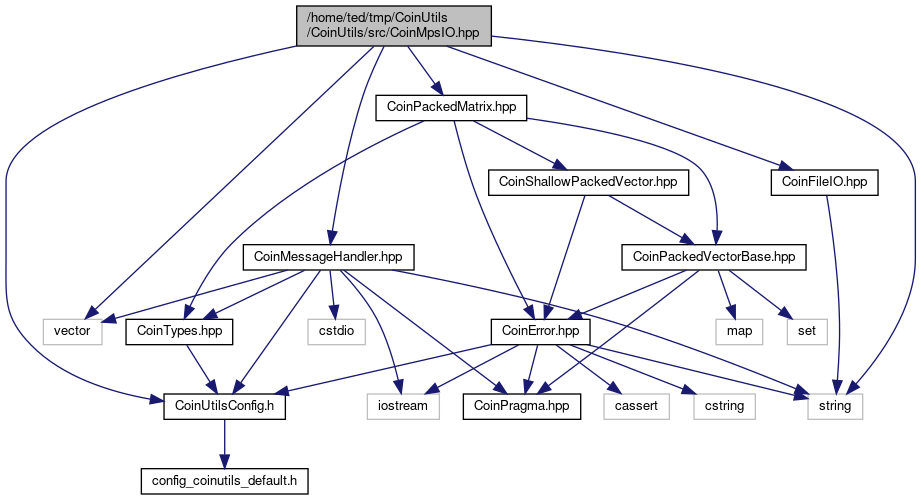 /home/ted/tmp/CoinUtils
/CoinUtils/src/CoinMpsIO.hpp
CoinPackedMatrix.hpp
CoinShallowPackedVector.hpp
CoinFileIO.hpp
CoinMessageHandler.hpp
CoinPackedVectorBase.hpp
vector
CoinTypes.hpp
cstdio
CoinError.hpp
map
set
CoinUtilsConfig.h
iostream
CoinPragma.hpp
cassert
cstring
string
config_coinutils_default.h